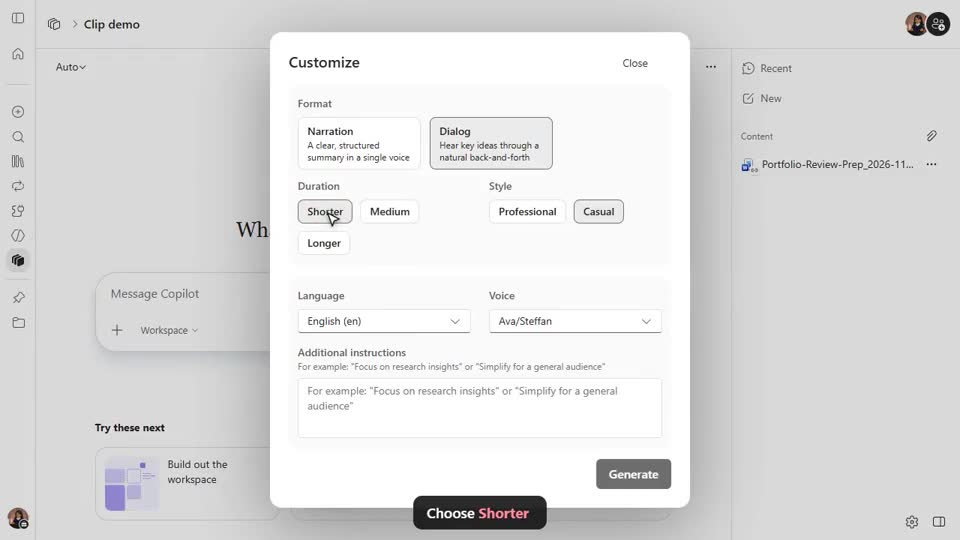 Clip demo
Auto
Wh
Message Copilot
Workspace
Try these next
Build out the
workspace
Customize
Close
Format
Narration
A clear, structured
summary in a single voice
Dialog
Hear key ideas through a
natural back-and-forth
Duration
Shorter
Medium
Longer
Style
Professional
Casual
Language
English (en)
Voice
Ava/Steffan
Additional instructions
For example: "Focus on research insights" or "Simplify for a general audience"
For example: "Focus on research insights" or "Simplify for a general
audience"
Generate
Choose Shorter
Recent
New
Content
Portfolio-Review-Prep_2026-11...